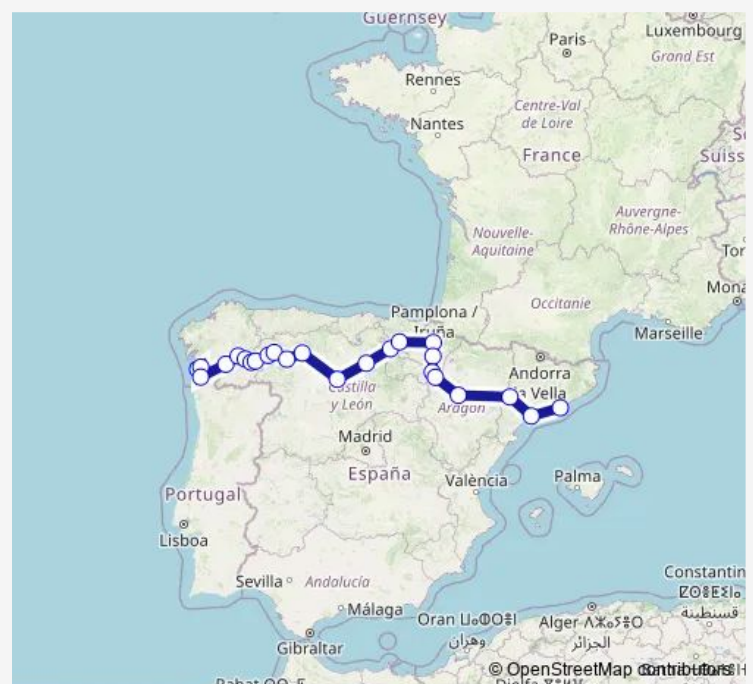 Guernsey
Luxembourg
Paris
Grand Est
Rennes
Centre-Val
de Loire
Nantes
France
Suiss
Auvergne-
Rhône-Alpes
Nouvelle-
Aquitaine
Tor
Mona
Occitanie
Pamplona /
Iruña
Marseille
Andorra
la Vella
Castilla
y León
Aragón
Madrid
España
València
Palma
Portugal
Lisboa
Sevilla
Andalucía
Málaga
Gibraltar
Constantin
قسنطينة
Oran
وهران
Alger
الجزائر
© OpenStreetMap contributors